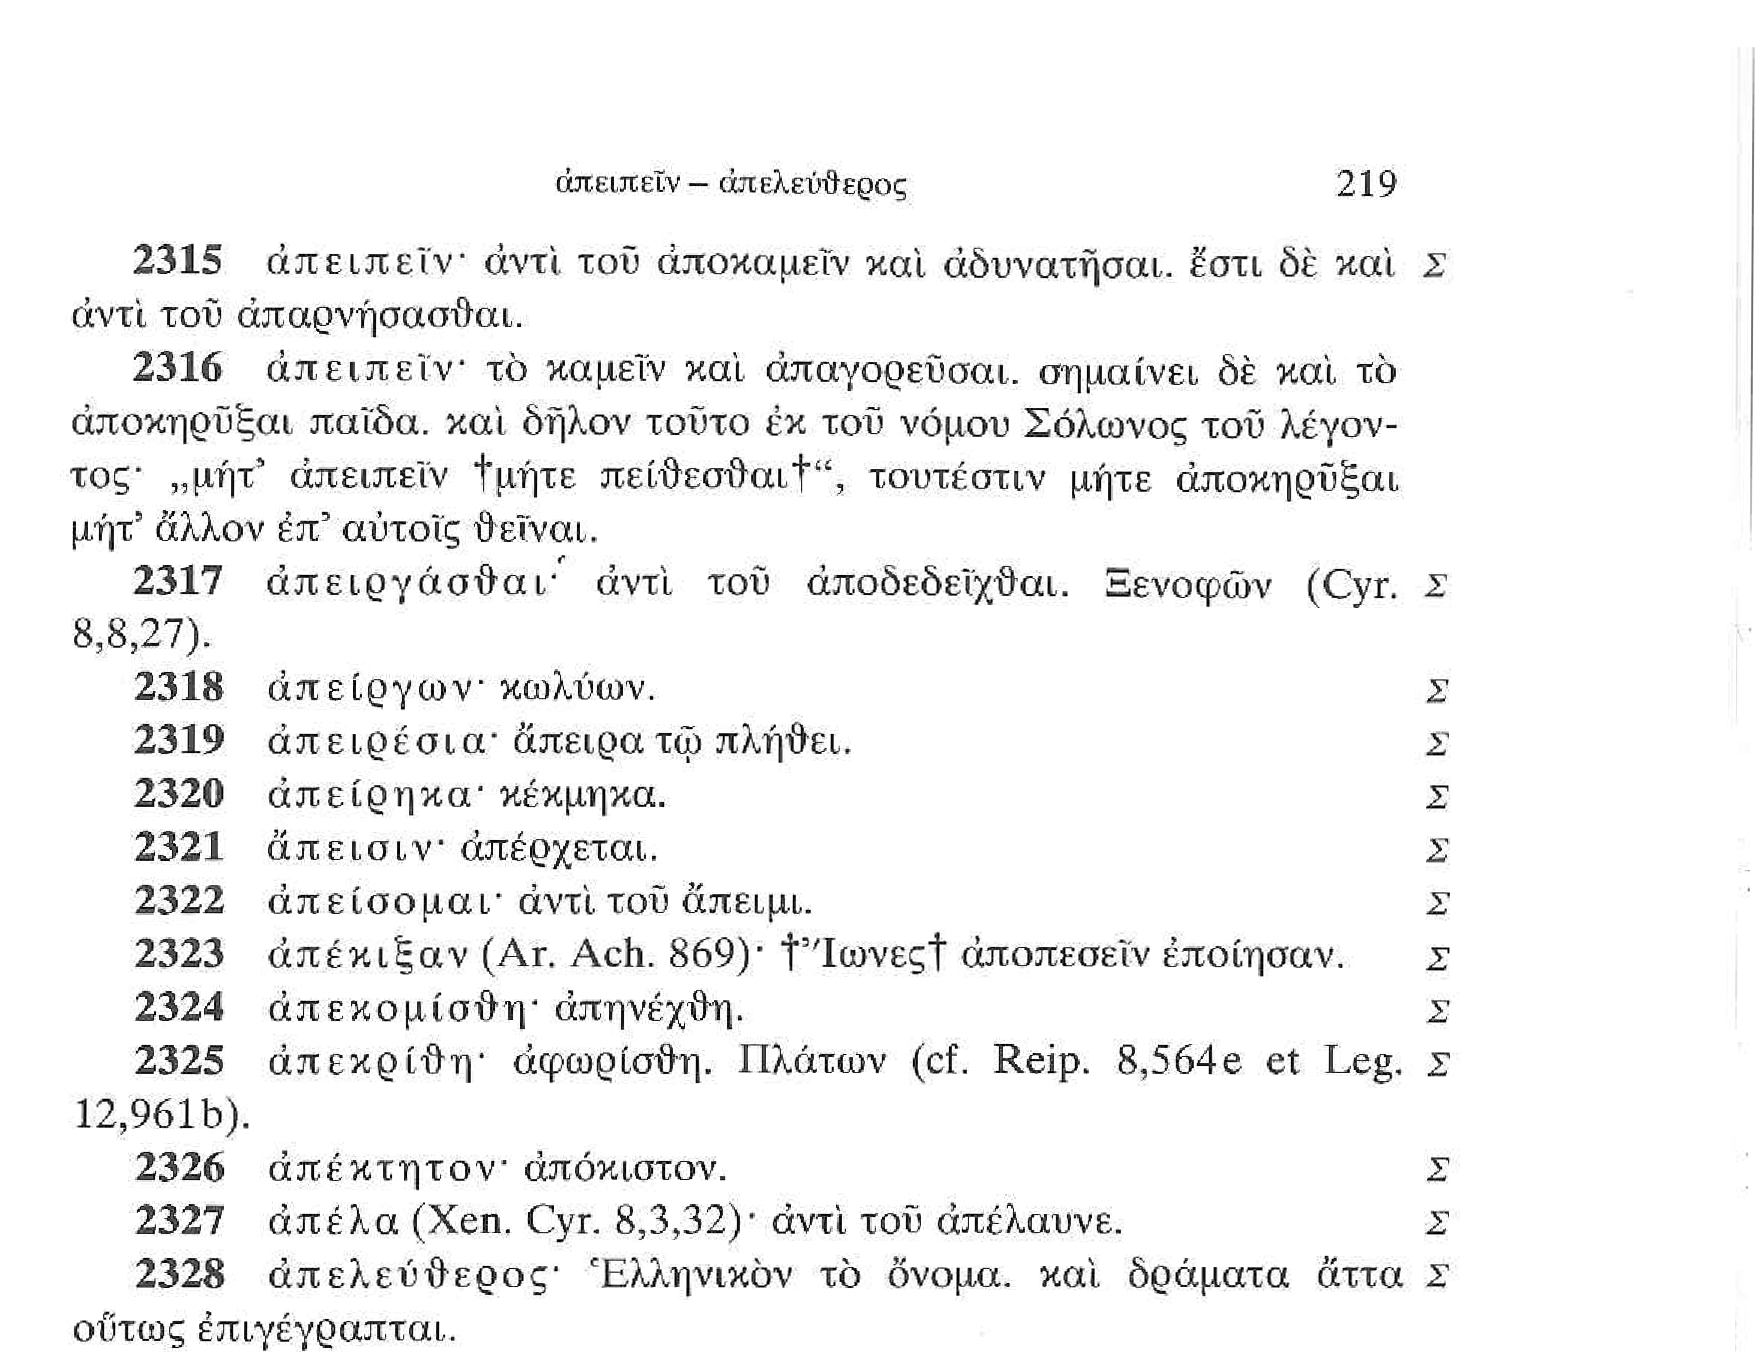 ἀπειπεῖν – ἀπελεύθερος 219
2315 ἀπειπεῖν· ἀντὶ τοῦ ἀποκαμεῖν καὶ ἀδυνατῆσαι. ἔστι δὲ καὶ Σ
ἀντὶ τοῦ ἀπαρνήσασθαι.
2316 ἀπειπεῖν· τὸ καμεῖν καὶ ἀπαγορεῦσαι. σημαίνει δὲ καὶ τὸ
ἀποκηρῦξαι παῖδα. καὶ δῆλον τοῦτο ἐκ τοῦ νόμου Σόλωνος τοῦ λέγον-
τος· „μήτ’ ἀπειπεῖν †μήτε πείθεσθαι†“, τουτέστιν μήτε ἀποκηρῦξαι
μήτ’ ἄλλον ἐπ’ αὐτοῖς θεῖναι.
2317 ἀπειργάσθαι· ἀντὶ τοῦ ἀποδεδεῖχθαι. Ξενοφῶν (Cyr. Σ
8,8,27).
2318 ἀπείργων· κωλύων. Σ
2319 ἀπειρέσια· ἄπειρα τῷ πλήθει. Σ
2320 ἀπείρηκα· κέκμηκα. Σ
2321 ἄπεισιν· ἀπέρχεται. Σ
2322 ἀπείσομαι· ἀντὶ τοῦ ἄπειμι. Σ
2323 ἀπέκιξαν (Ar. Ach. 869)· †Ἴωνες† ἀποπεσεῖν ἐποίησαν. Σ
2324 ἀπεκομίσθη· ἀπηνέχθη. Σ
2325 ἀπεκρίθη· ἀφωρίσθη. Πλάτων (cf. Reip. 8,564e et Leg. Σ
12,961b).
2326 ἀπέκτητον· ἀπόκιστον. Σ
2327 ἀπέλα (Xen. Cyr. 8,3,32)· ἀντὶ τοῦ ἀπέλαυνε. Σ
2328 ἀπελεύθερος· Ἑλληνικὸν τὸ ὄνομα. καὶ δράματα ἄττα Σ
οὕτως ἐπιγέγραπται.